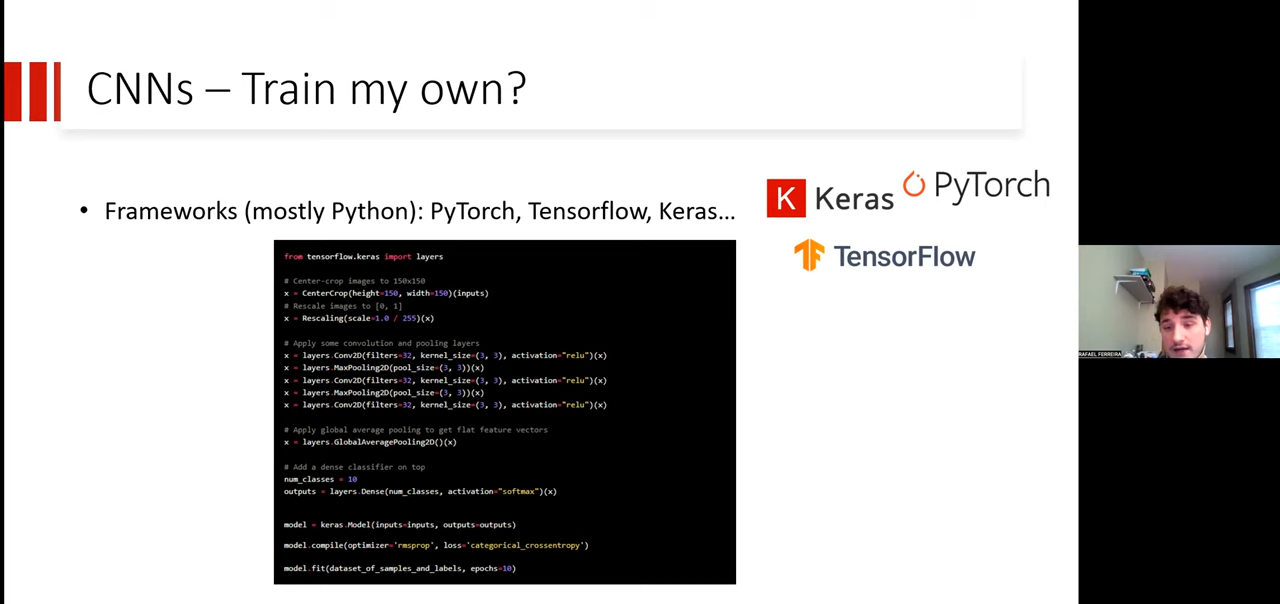 CNNs – Train my own?
• Frameworks (mostly Python): PyTorch, Tensorflow, Keras...
K Keras
PyTorch
TensorFlow
from tensorflow.keras import layers
# Center-crop images to 150x150
x = CenterCrop(height=150, width=150)(inputs)
# Rescale images to [0, 1]
x = Rescaling(scale=1.0 / 255)(x)
# Apply some convolution and pooling layers
x = layers.Conv2D(filters=32, kernel_size=(3, 3), activation="relu")(x)
x = layers.MaxPooling2D(pool_size=(3, 3))(x)
x = layers.Conv2D(filters=32, kernel_size=(3, 3), activation="relu")(x)
x = layers.MaxPooling2D(pool_size=(3, 3))(x)
x = layers.Conv2D(filters=32, kernel_size=(3, 3), activation="relu")(x)
# Apply global average pooling to get flat feature vectors
x = layers.GlobalAveragePooling2D()(x)
# Add a dense classifier on top
num_classes = 10
outputs = layers.Dense(num_classes, activation="softmax")(x)
model = keras.Model(inputs=inputs, outputs=outputs)
model.compile(optimizer='rmsprop', loss='categorical_crossentropy')
model.fit(dataset_of_samples_and_labels, epochs=10)
RAFAEL FERREIRA